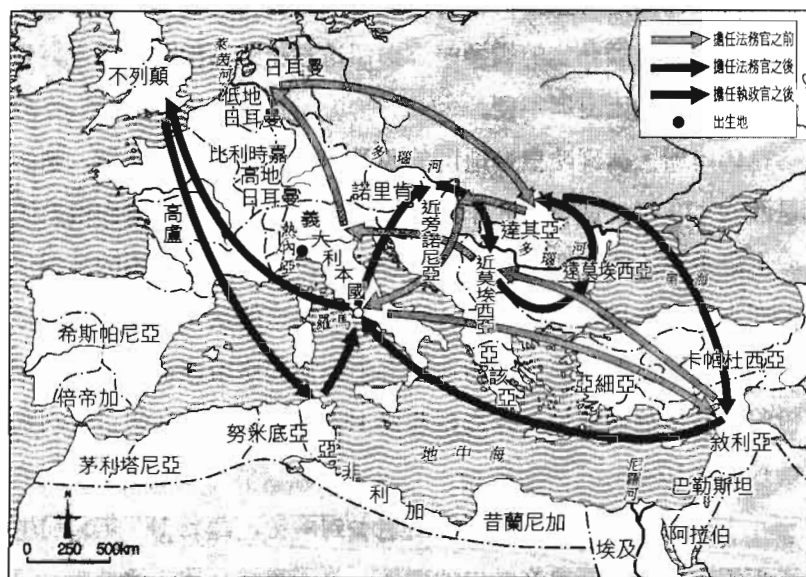 擔任法務官之前
擔任法務官之後
擔任執政官之後
出生地
不列顛
萊茵河
日耳曼
低地
日耳曼
比利時嘉
高地
日耳曼
多瑙河
諾里肯
高盧
義大利本國
熱內亞
近旁諾尼亞
達其亞
多瑙河
近莫埃西亞
達莫埃西亞
黑海
羅馬
希斯帕尼亞
倍帝加
亞該亞
亞細亞
卡帕杜西亞
努米底亞
茅利塔尼亞
亞非利加
地中海
尼羅河
敘利亞
巴勒斯坦
昔蘭尼加
埃及
阿拉伯
N
0 250 500km